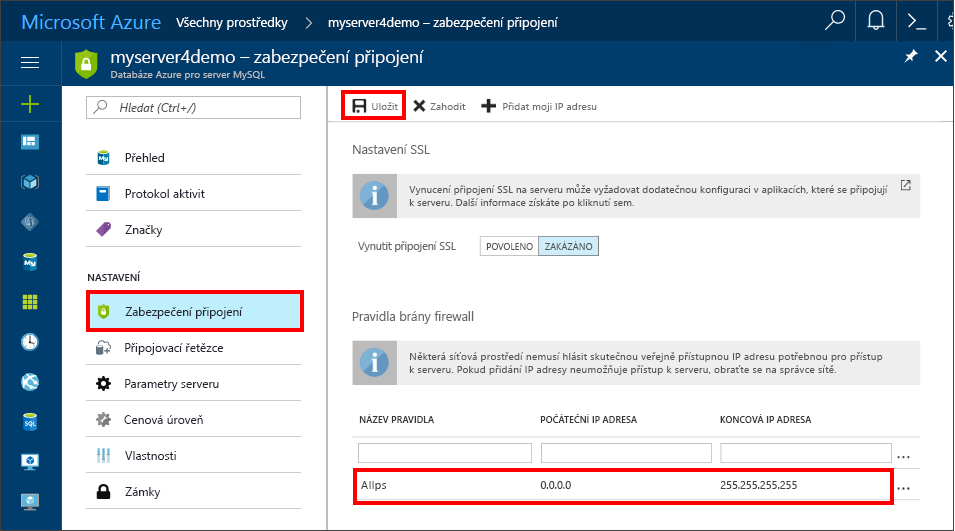 Microsoft Azure Všechny prostředky > myserver4demo – zabezpečení připojení
myserver4demo – zabezpečení připojení
Databáze Azure pro server MySQL
Hledat (Ctrl+/)
Přehled
Protokol aktivit
Značky
NASTAVENÍ
Zabezpečení připojení
Připojovací řetězce
Parametry serveru
Cenová úroveň
Vlastnosti
Zámky
Uložit Zahodit Přidat moji IP adresu
Nastavení SSL
Vynucení připojení SSL na serveru může vyžadovat dodatečnou konfiguraci v aplikacích, které se připojují
k serveru. Další informace získáte po kliknutí sem.
Vynutit připojení SSL POVOLENO ZAKÁZÁNO
Pravidla brány firewall
Některá síťová prostředí nemusí hlásit skutečnou veřejně přístupnou IP adresu potřebnou pro přístup
k serveru. Pokud přidání IP adresy neumožňuje přístup k serveru, obraťte se na správce sítě.
NÁZEV PRAVIDLA POČÁTEČNÍ IP ADRESA KONCOVÁ IP ADRESA
...
AllIps 0.0.0.0 255.255.255.255 ...
My
My
SQL